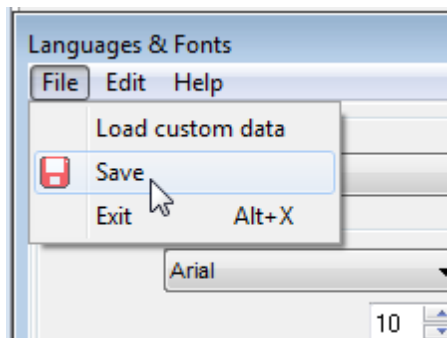 Languages & Fonts
File Edit Help
Load custom data
Save
Exit Alt+X
Arial
10